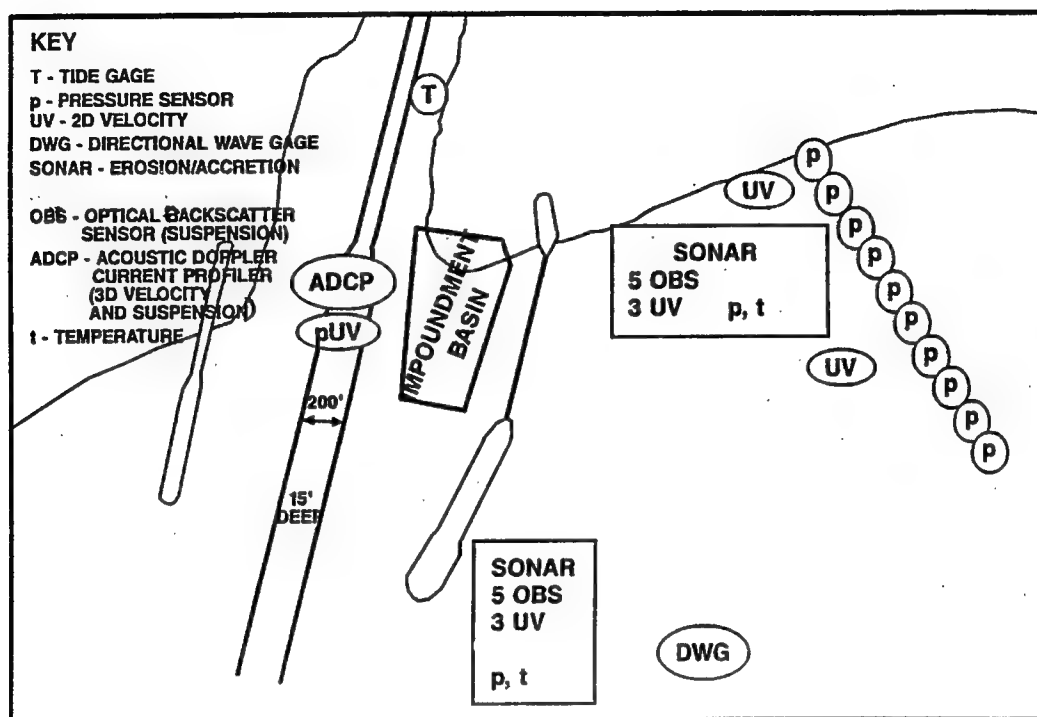 KEY
T - TIDE GAGE
p - PRESSURE SENSOR
UV - 2D VELOCITY
DWG - DIRECTIONAL WAVE GAGE
SONAR - EROSION/ACCRETION
OBS - OPTICAL BACKSCATTER
SENSOR (SUSPENSION)
ADCP - ACOUSTIC DOPPLER
CURRENT PROFILER
(3D VELOCITY
AND SUSPENSION)
t - TEMPERATURE
T
ADCP
pUV
200'
15'
DEEP
IMPOUNDMENT
BASIN
UV
SONAR
5 OBS
3 UV p, t
UV
p
p
p
p
p
p
p
p
p
p
SONAR
5 OBS
3 UV
p, t
DWG